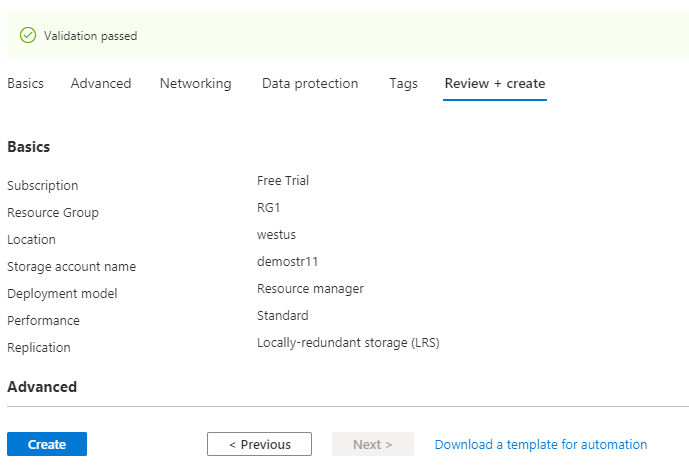 Validation passed
Basics Advanced Networking Data protection Tags Review + create
Basics
Subscription Free Trial
Resource Group RG1
Location westus
Storage account name demostr11
Deployment model Resource manager
Performance Standard
Replication Locally-redundant storage (LRS)
Advanced
Create < Previous Next > Download a template for automation